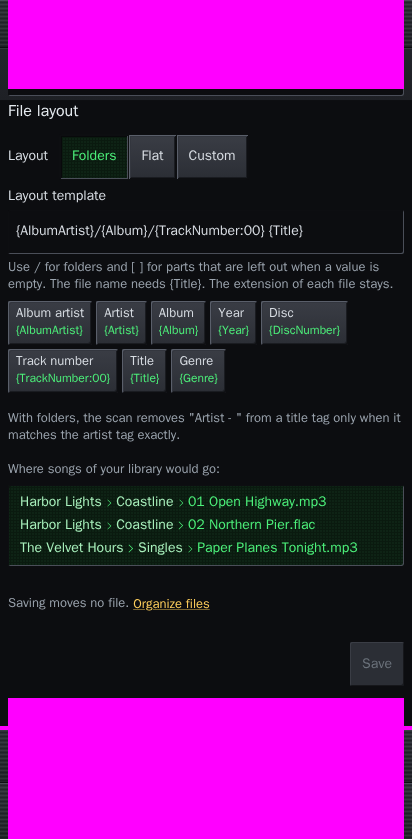 File layout
Layout Folders Flat Custom
Layout template
{AlbumArtist}/{Album}/{TrackNumber:00} {Title}
Use / for folders and [ ] for parts that are left out when a value is
empty. The file name needs {Title}. The extension of each file stays.
Album artist Artist Album Year Disc
{AlbumArtist} {Artist} {Album} {Year} {DiscNumber}
Track number Title Genre
{TrackNumber:00} {Title} {Genre}
With folders, the scan removes "Artist - " from a title tag only when it
matches the artist tag exactly.
Where songs of your library would go:
Harbor Lights › Coastline › 01 Open Highway.mp3
Harbor Lights › Coastline › 02 Northern Pier.flac
The Velvet Hours › Singles › Paper Planes Tonight.mp3
Saving moves no file. Organize files
Save